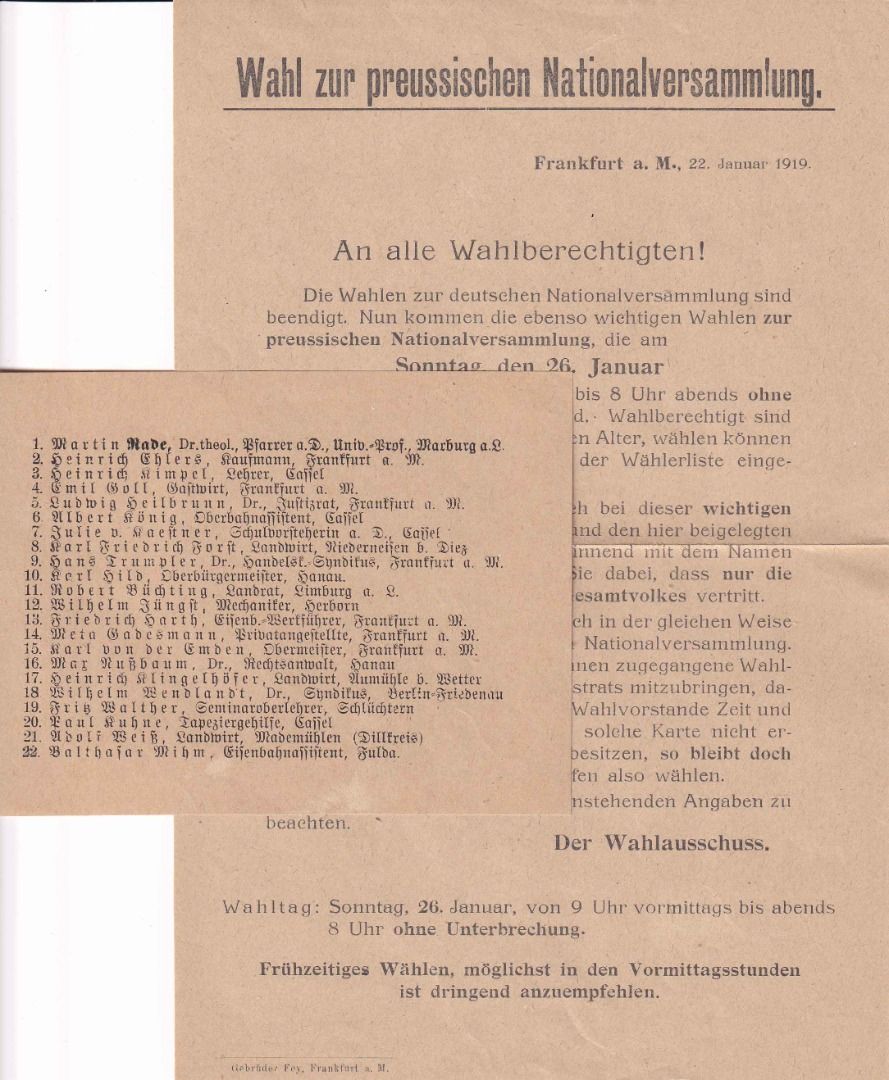 Wahl zur preussischen Nationalversammlung.
Frankfurt a. M., 22. Januar 1919.
An alle Wahlberechtigten!
Die Wahlen zur deutschen Nationalversammlung sind
beendigt. Nun kommen die ebenso wichtigen Wahlen zur
preussischen Nationalversammlung, die am
Sonntag, den 26. Januar
bis 8 Uhr abends ohne
d. Wahlberechtigt sind
en Alter, wählen können
der Wählerliste einge-
h bei dieser wichtigen
und den hier beigelegten
innend mit dem Namen
Sie dabei, dass nur die
esamtvolkes vertritt.
ch in der gleichen Weise
Nationalversammlung.
nen zugegangene Wahl-
strats mitzubringen, da-
Wahlvorstande Zeit und
solche Karte nicht er-
besitzen, so bleibt doch
fen also wählen.
nstehenden Angaben zu
beachten.
Der Wahlausschuss.
Wahltag: Sonntag, 26. Januar, von 9 Uhr vormittags bis abends
8 Uhr ohne Unterbrechung.
Frühzeitiges Wählen, möglichst in den Vormittagsstunden
ist dringend anzuempfehlen.
Gebrüder Fey, Frankfurt a. M.
1. Martin Rade, Dr. theol., Pfarrer a. D., Univ.-Prof., Marburg a. L.
2. Heinrich Ehlers, Kaufmann, Frankfurt a. M.
3. Heinrich Kimpel, Lehrer, Cassel
4. Emil Goll, Gastwirt, Frankfurt a. M.
5. Ludwig Heilbrunn, Dr., Justizrat, Frankfurt a. M.
6. Albert König, Oberbahnassistent, Cassel
7. Julie v. Kaestner, Schulvorsteherin a. D., Cassel
8. Karl Friedrich Forst, Landwirt, Niederneisen b. Diez
9. Hans Trumpler, Dr., Handelsk.-Syndikus, Frankfurt a. M.
10. Karl Hild, Oberbürgermeister, Hanau.
11. Robert Büchting, Landrat, Limburg a. L.
12. Wilhelm Jüngst, Mechaniker, Herborn
13. Friedrich Harth, Eisenb.-Werkführer, Frankfurt a. M.
14. Meta Gadesmann, Privatangestellte, Frankfurt a. M.
15. Karl von der Emden, Obermeister, Frankfurt a. M.
16. Max Nußbaum, Dr., Rechtsanwalt, Hanau
17. Heinrich Klingelhöfer, Landwirt, Aumühle b. Wetter
18 Wilhelm Wendlandt, Dr., Syndikus, Berlin-Friedenau
19. Fritz Walther, Seminaroberlehrer, Schlüchtern
20. Paul Kuhne, Tapeziergehilfe, Cassel
21. Adolf Weiß, Landwirt, Mademühlen (Dillkreis)
22. Balthasar Mihm, Eisenbahnassistent, Fulda.